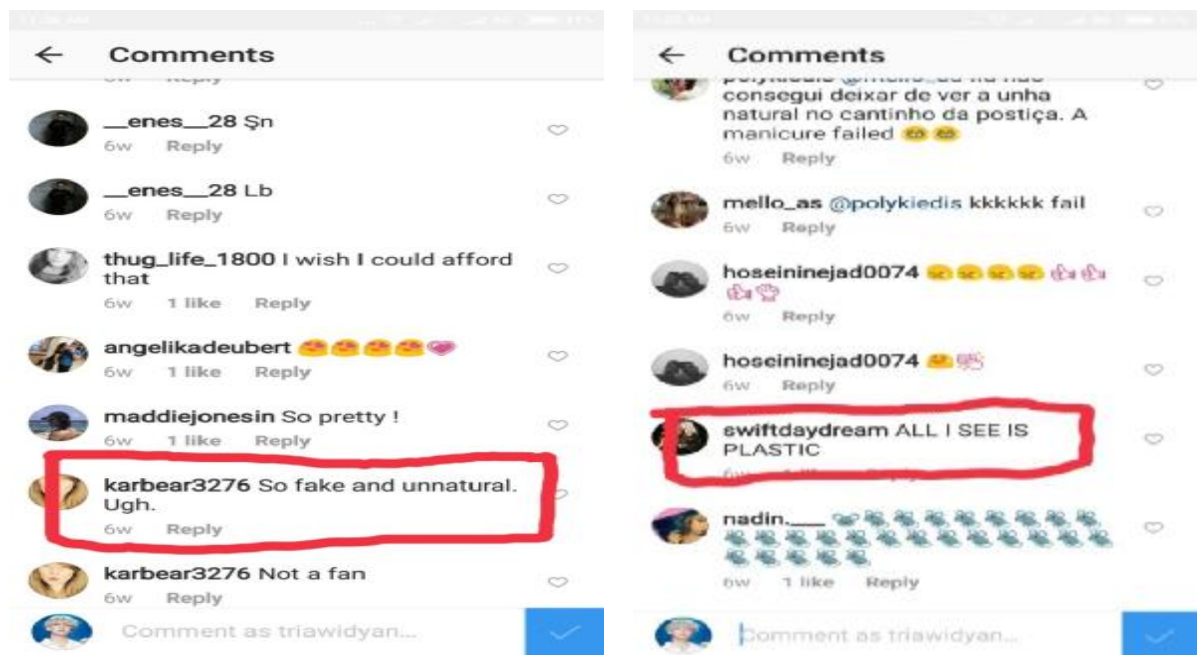 Comments
Reply
__enes__28 Şn
6w Reply
__enes__28 Lb
6w Reply
thug_life_1800 I wish I could afford
that
6w 1 like Reply
angelikadeubert 😍😍😍😍💗
6w 1 like Reply
maddiejonesin So pretty !
6w 1 like Reply
karbear3276 So fake and unnatural.
Ugh.
6w Reply
karbear3276 Not a fan
6w Reply
Comment as triawidyan...
Comments
consegui deixar de ver a unha
natural no cantinho da postiça. A
manicure failed
6w Reply
mello_as @polykiedis kkkkkk fail
6w Reply
hoseininejad0074
6w Reply
hoseininejad0074
6w Reply
swiftdaydream ALL I SEE IS
PLASTIC
6w Reply
nadin.___
6w 1 like Reply
Comment as triawidyan...